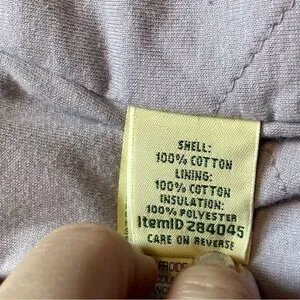 SHELL:
100% COTTON
LINING:
100% COTTON
INSULATION:
100% POLYESTER
ItemID 284045
CARE ON REVERSE